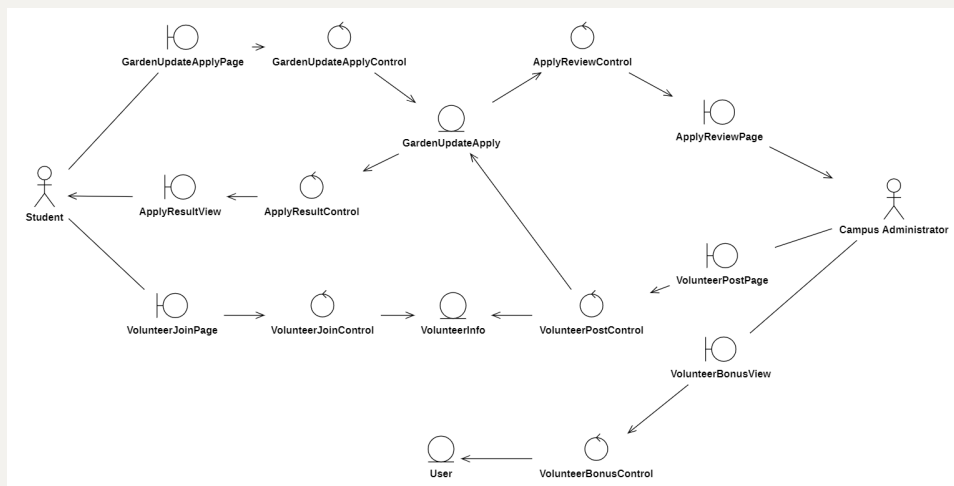 GardenUpdateApplyPage
GardenUpdateApplyControl
ApplyReviewControl
GardenUpdateApply
ApplyReviewPage
Student
ApplyResultView
ApplyResultControl
Campus Administrator
VolunteerPostPage
VolunteerJoinPage
VolunteerJoinControl
VolunteerInfo
VolunteerPostControl
VolunteerBonusView
User
VolunteerBonusControl